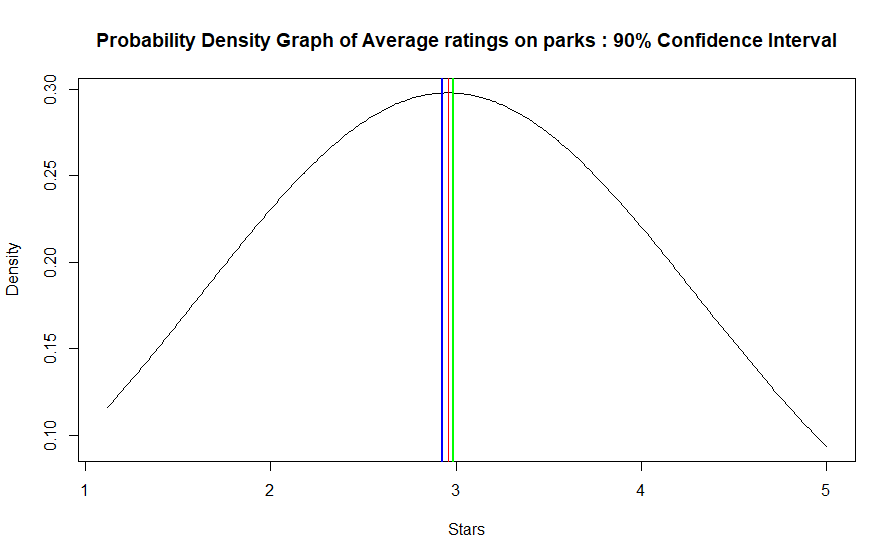 Probability Density Graph of Average ratings on parks : 90% Confidence Interval
0.30
0.25
0.20
0.15
0.10
Density
1 2 3 4 5
Stars